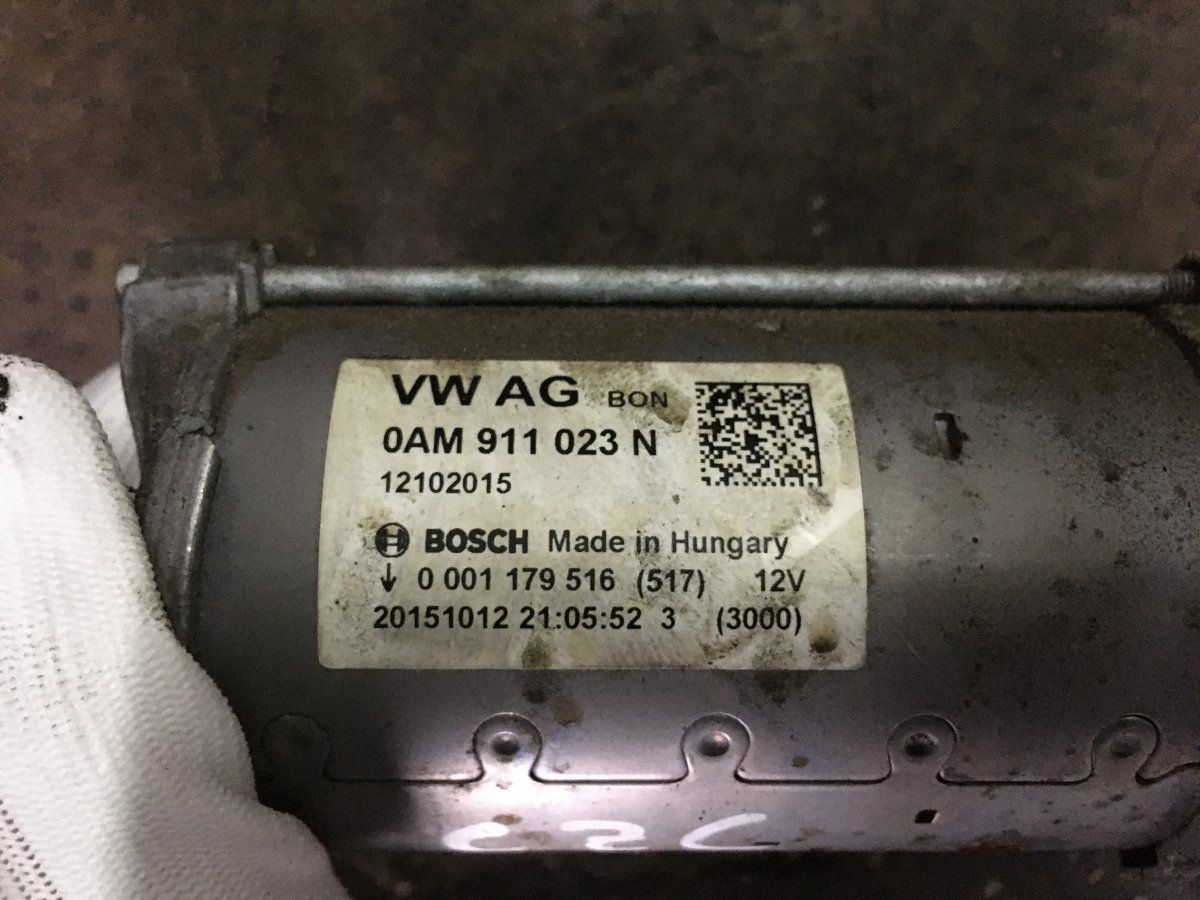 VW AG BON
0AM 911 023 N
12102015
BOSCH Made in Hungary
↓ 0 001 179 516 (517) 12V
20151012 21:05:52 3 (3000)